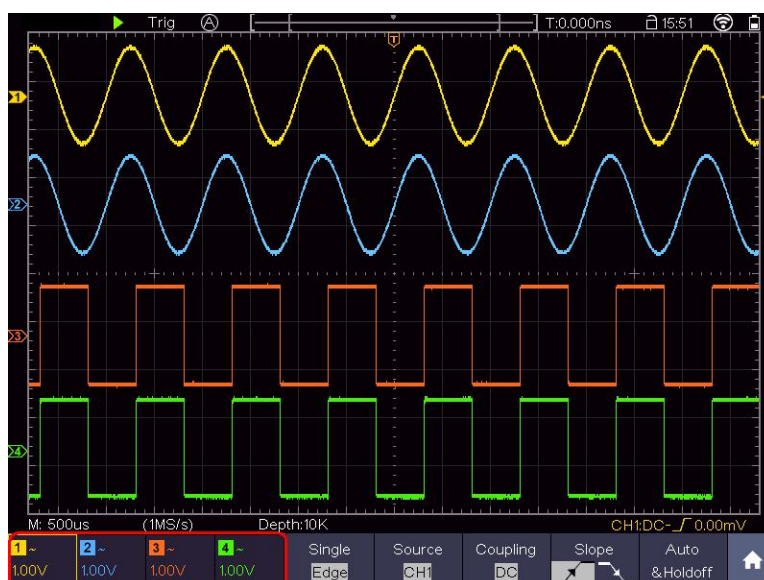 Trig A T:0.000ns 15:51
T
1
2
3
4
M: 500us (1MS/s) Depth:10K CH1:DC- 0.00mV
1 ~ 2 ~ 3 ~ 4 ~ Single Source Coupling Slope Auto
1.00V 1.00V 1.00V 1.00V Edge CH1 DC &Holdoff